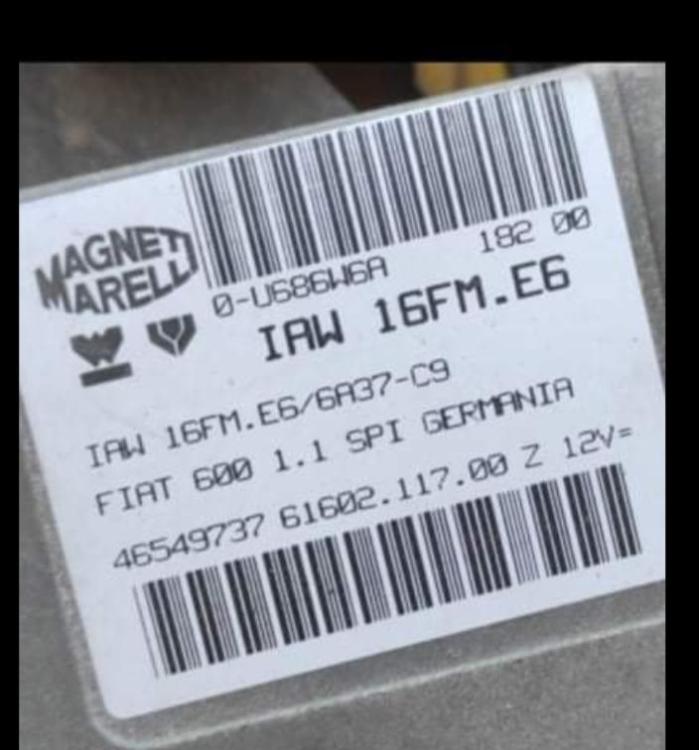 MAGNETI
MARELLI
182 00
0-U686W6A
IAW 16FM.E6
IAW 16FM.E6/6A37-C9
FIAT 600 1.1 SPI GERMANIA
46549737 61602.117.00 Z 12V=